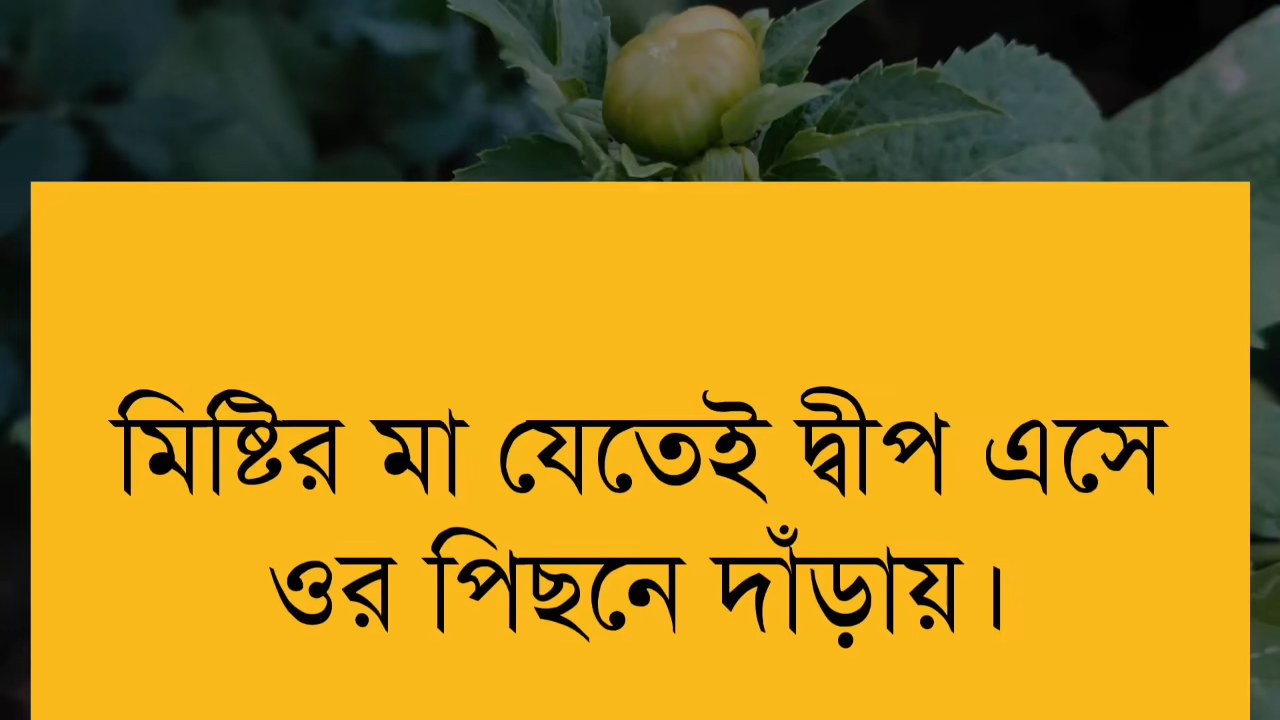 মিষ্টির মা যেতেই দ্বীপ এসে
ওর পিছনে দাঁড়ায়।